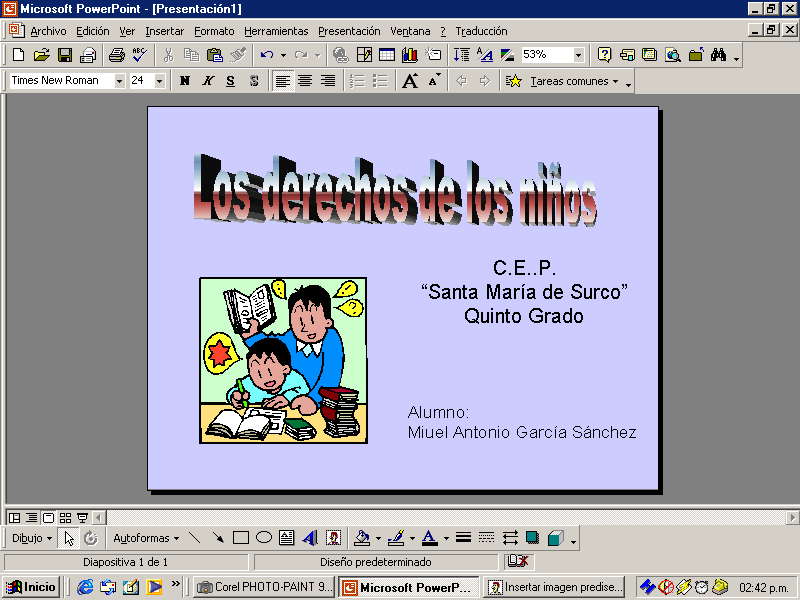 Microsoft PowerPoint - [Presentación1]
Archivo Edición Ver Insertar Formato Herramientas Presentación Ventana ? Traducción
53%
Times New Roman 24 N K S S Tareas comunes
Los derechos de los niños
C.E..P.
“Santa María de Surco”
Quinto Grado
Alumno:
Miuel Antonio García Sánchez
Dibujo Autoformas
Diapositiva 1 de 1 Diseño predeterminado
Inicio Corel PHOTO-PAINT 9... Microsoft PowerP... Insertar imagen predise... 02:42 p.m.